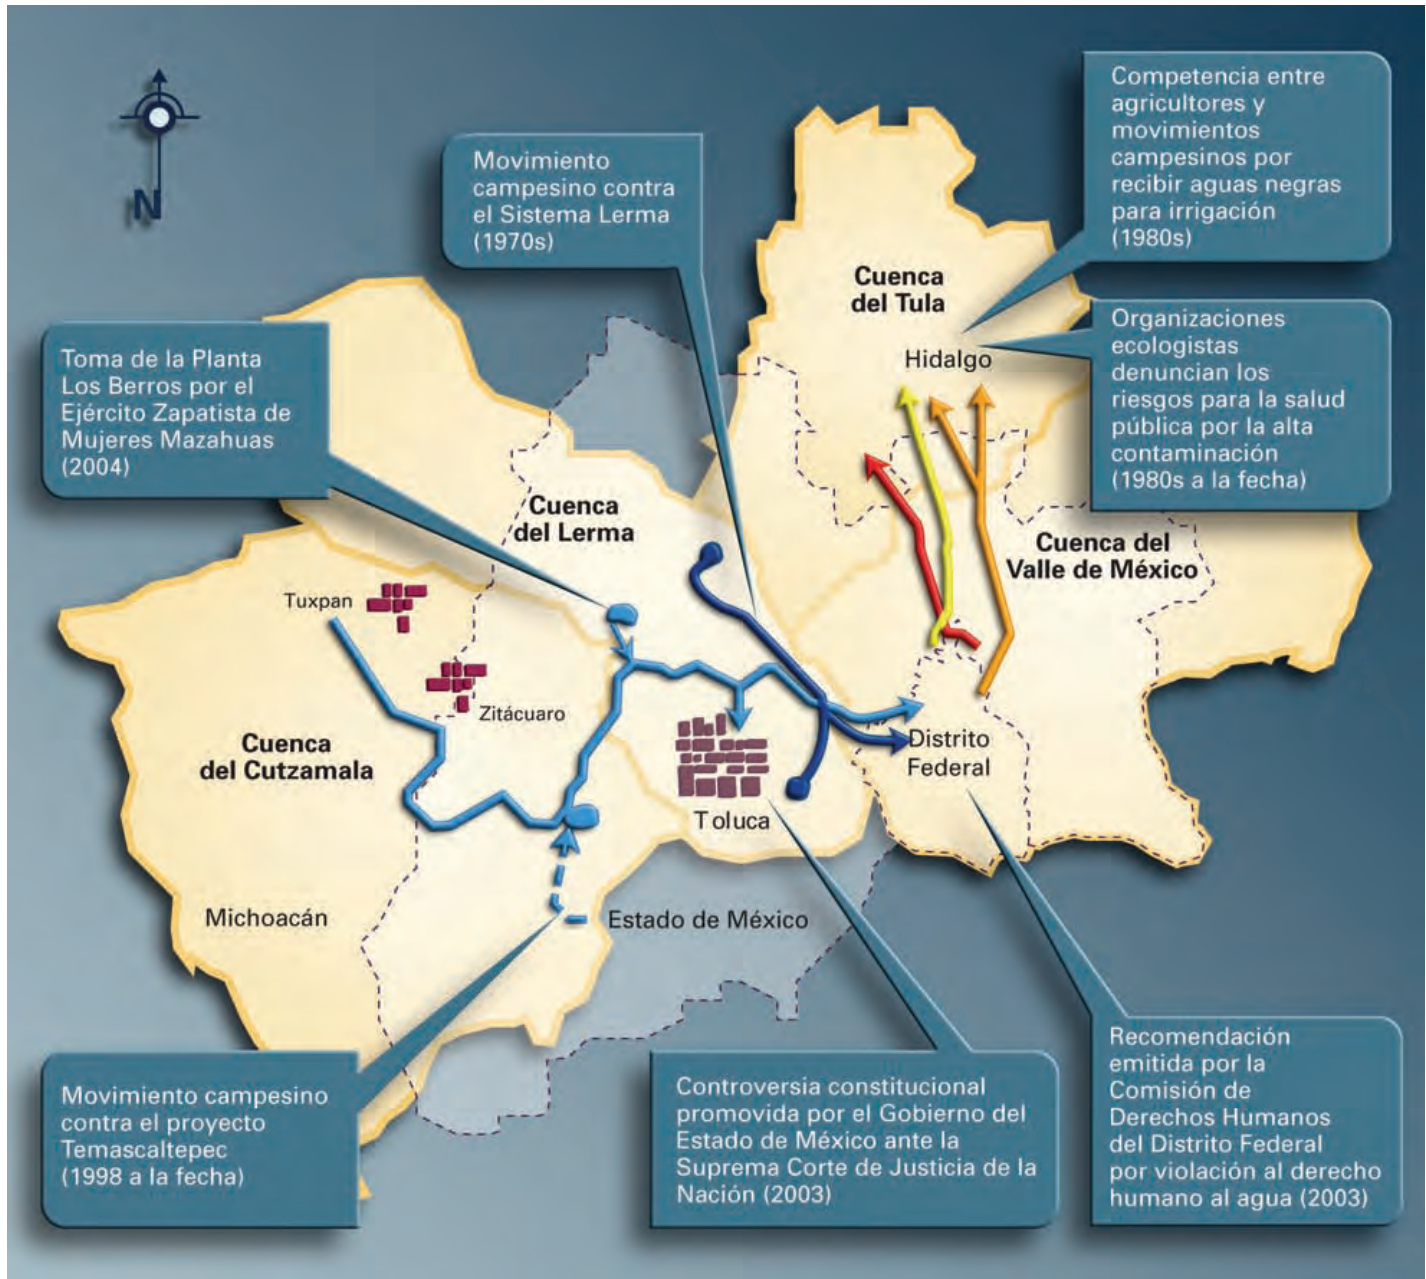 N
Competencia entre
agricultores y
movimientos
campesinos por
recibir aguas negras
para irrigación
(1980s)
Movimiento
campesino contra
el Sistema Lerma
(1970s)
Cuenca
del Tula
Hidalgo
Organizaciones
ecologistas
denuncian los
riesgos para la salud
pública por la alta
contaminación
(1980s a la fecha)
Toma de la Planta
Los Berros por el
Ejército Zapatista de
Mujeres Mazahuas
(2004)
Cuenca
del Lerma
Cuenca del
Valle de México
Tuxpan
Zitácuaro
Cuenca
del Cutzamala
Distrito
Federal
Toluca
Michoacán
Estado de México
Movimiento campesino
contra el proyecto
Temascaltepec
(1998 a la fecha)
Controversia constitucional
promovida por el Gobierno del
Estado de México ante la
Suprema Corte de Justicia de la
Nación (2003)
Recomendación
emitida por la
Comisión de
Derechos Humanos
del Distrito Federal
por violación al derecho
humano al agua (2003)